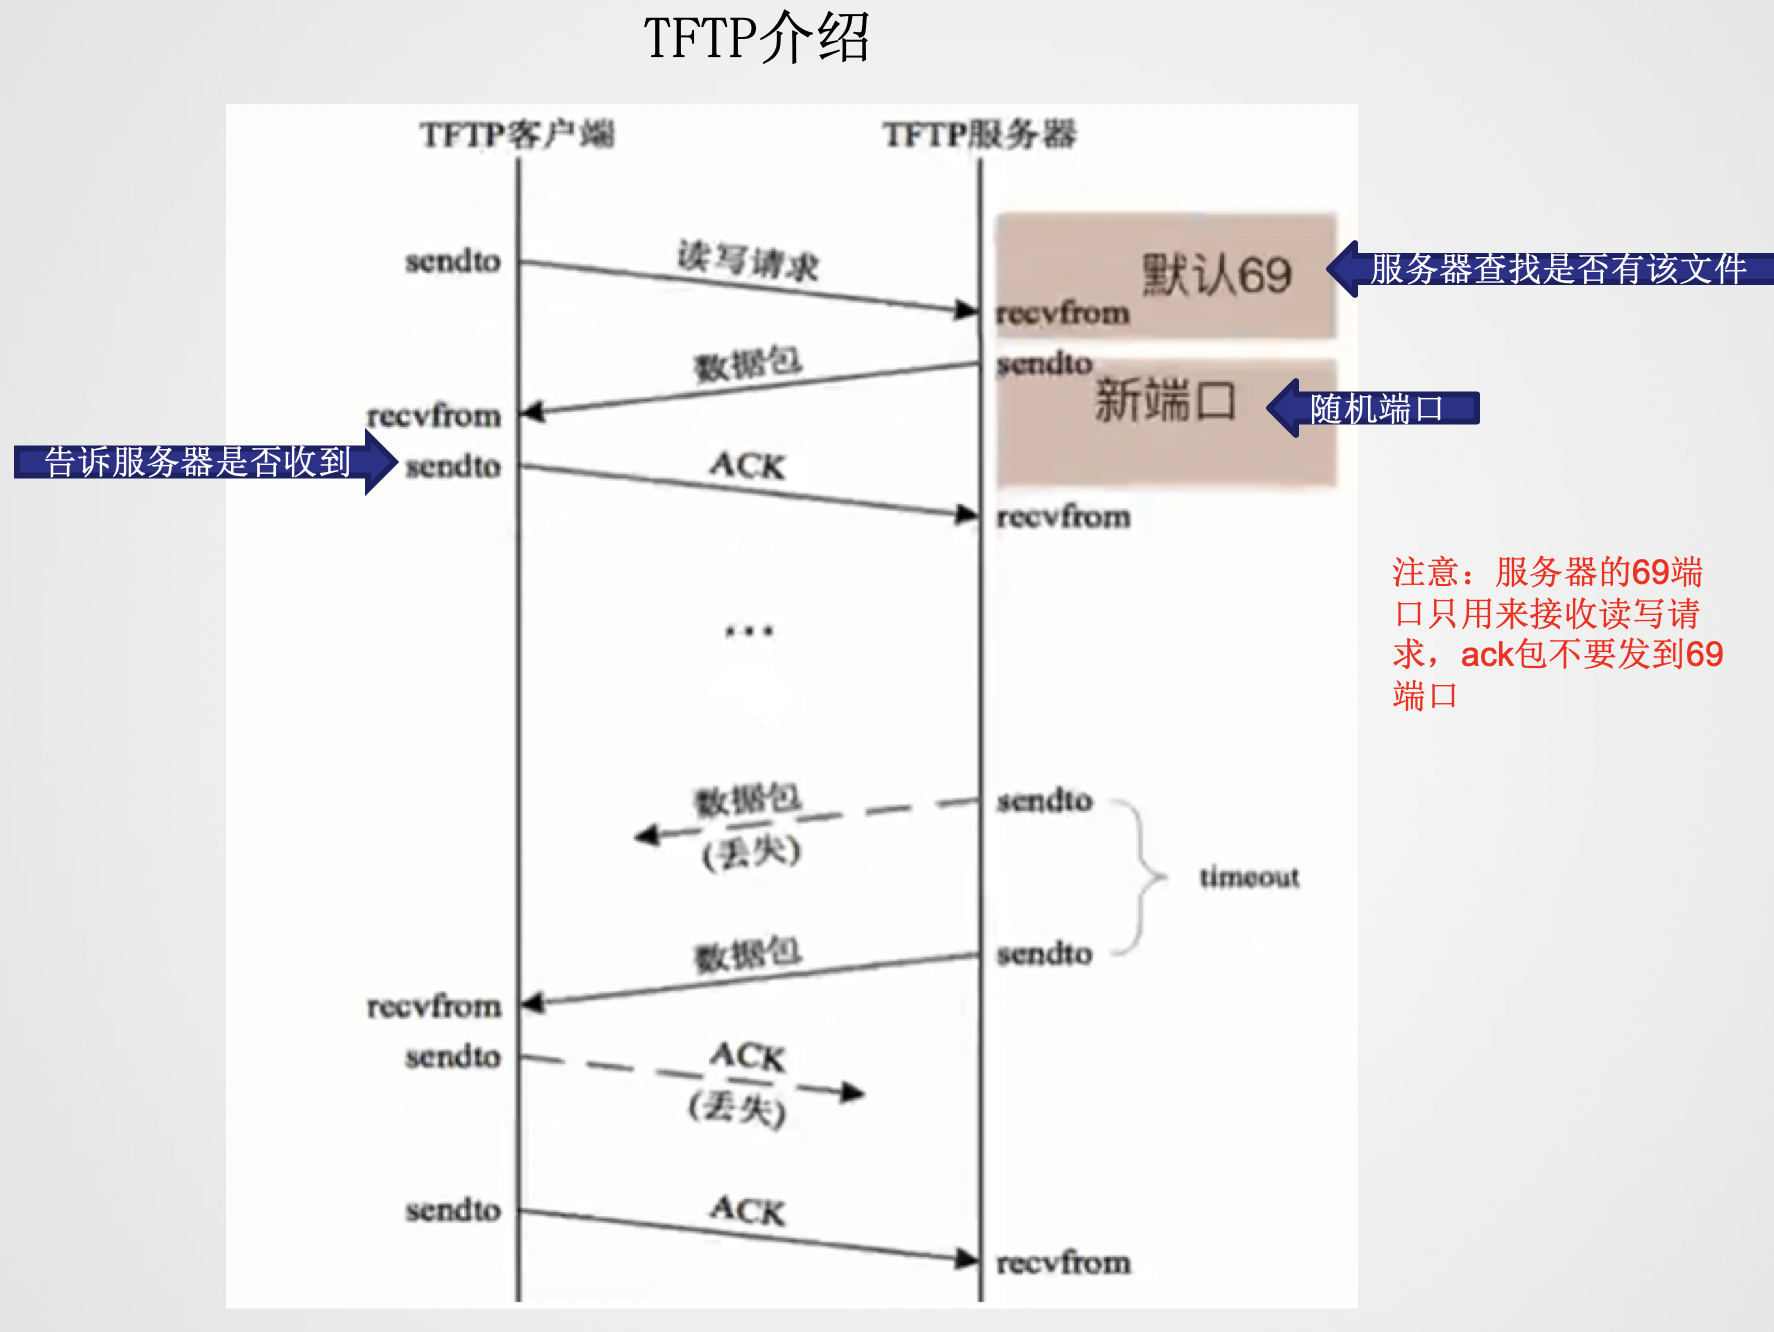 TFTP介绍
TFTP客户端
TFTP服务器
sendto
读写请求
默认69
服务器查找是否有该文件
recvfrom
数据包
sendto
新端口
随机端口
recvfrom
告诉服务器是否收到
sendto
ACK
recvfrom
注意：服务器的69端
口只用来接收读写请
求，ack包不要发到69
端口
...
数据包
(丢失)
sendto
timeout
数据包
sendto
recvfrom
sendto
ACK
(丢失)
sendto
ACK
recvfrom